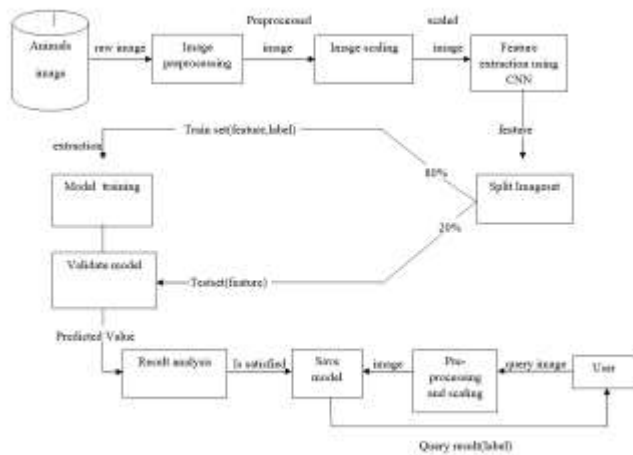 Animals
image
raw image
Image
preprocessing
Preprocessed
image
Image scaling
scaled
image
Feature
extraction using
CNN
feature
Train set(feature,label)
extraction
80%
Split Imageset
20%
Model training
Validate model
Testset(feature)
Predicted Value
Result analysis
Is satisfied
Save
model
image
Pre-
processing
and scaling
query image
User
Query result(label)